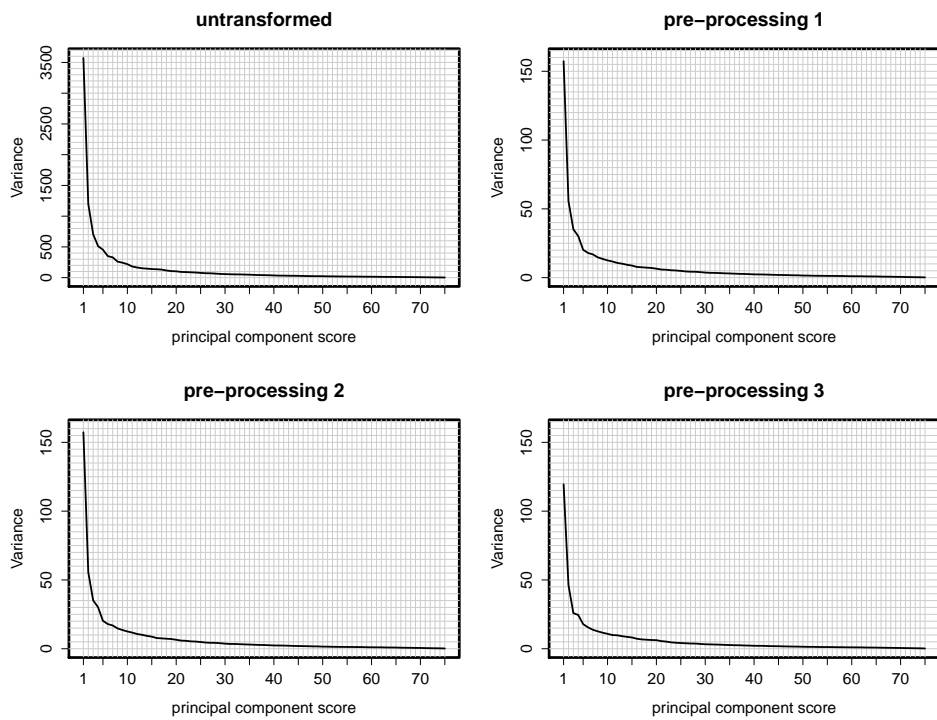 untransformed
Variance
0
500
1500
2500
3500
1 10 20 30 40 50 60 70
principal component score
pre−processing 1
Variance
0
50
100
150
1 10 20 30 40 50 60 70
principal component score
pre−processing 2
Variance
0
50
100
150
1 10 20 30 40 50 60 70
principal component score
pre−processing 3
Variance
0
50
100
150
1 10 20 30 40 50 60 70
principal component score